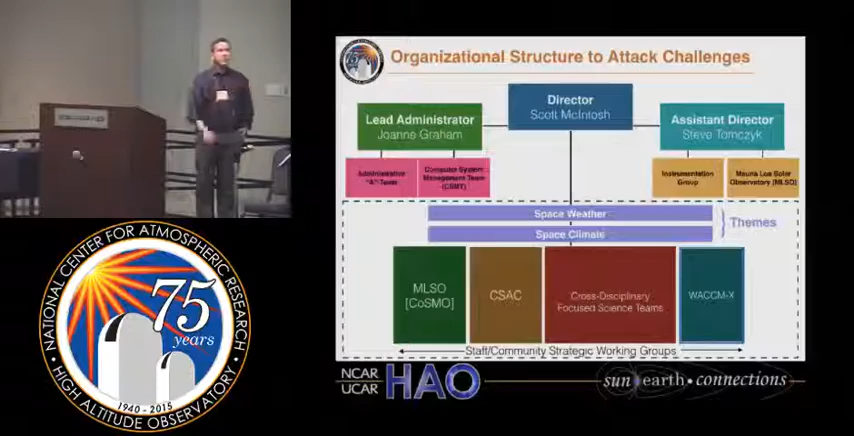 Organizational Structure to Attack Challenges
75
Director
Scott McIntosh
Lead Administrator
Joanne Graham
Assistant Director
Steve Tomczyk
Administrative
"A"-Team
Computer System
Management Team
(CSMT)
Instrumentation
Group
Mauna Loa Solar
Observatory (MLSO)
Space Weather
Space Climate
Themes
MLSO
[CoSMO]
CSAC
Cross-Disciplinary
Focused Science Teams
WACCM-X
Staff/Community Strategic Working Groups
NATIONAL CENTER FOR ATMOSPHERIC RESEARCH
75
years
1940 - 2015
HIGH ALTITUDE OBSERVATORY
NCAR
UCAR
HAO
sun earth • connections